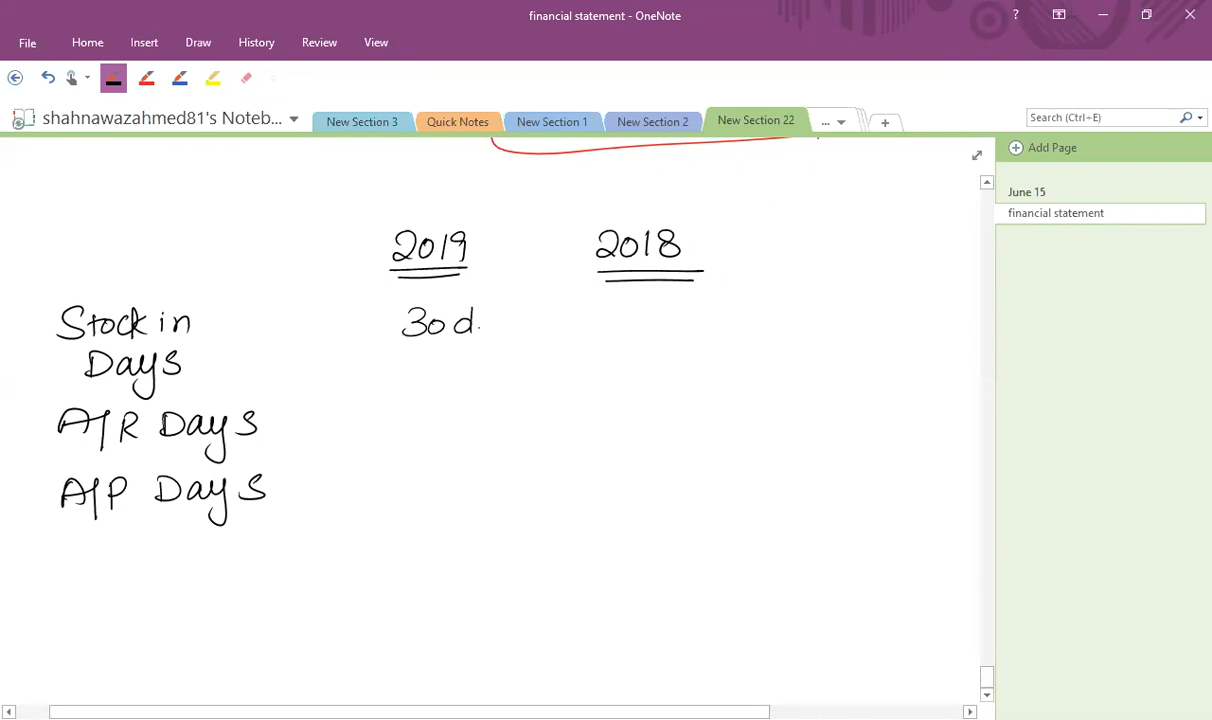 financial statement - OneNote
?
File Home Insert Draw History Review View
shahnawazahmed81's Noteb... New Section 3 Quick Notes New Section 1 New Section 2 New Section 22 ... Search (Ctrl+E)
Add Page
June 15
financial statement
2019 2018
Stock in 30 d.
Days
A/R Days
A/P Days